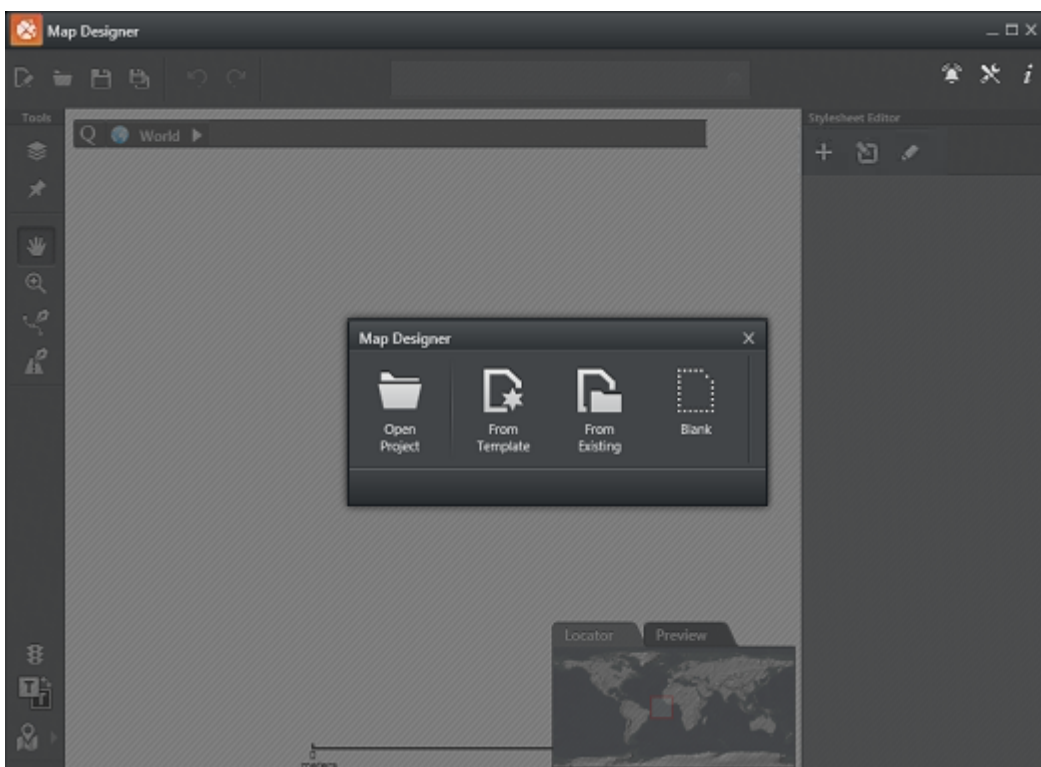 Map Designer
Tools
Stylesheet Editor
World
Map Designer
Open
Project
From
Template
From
Existing
Blank
Locator
Preview
0